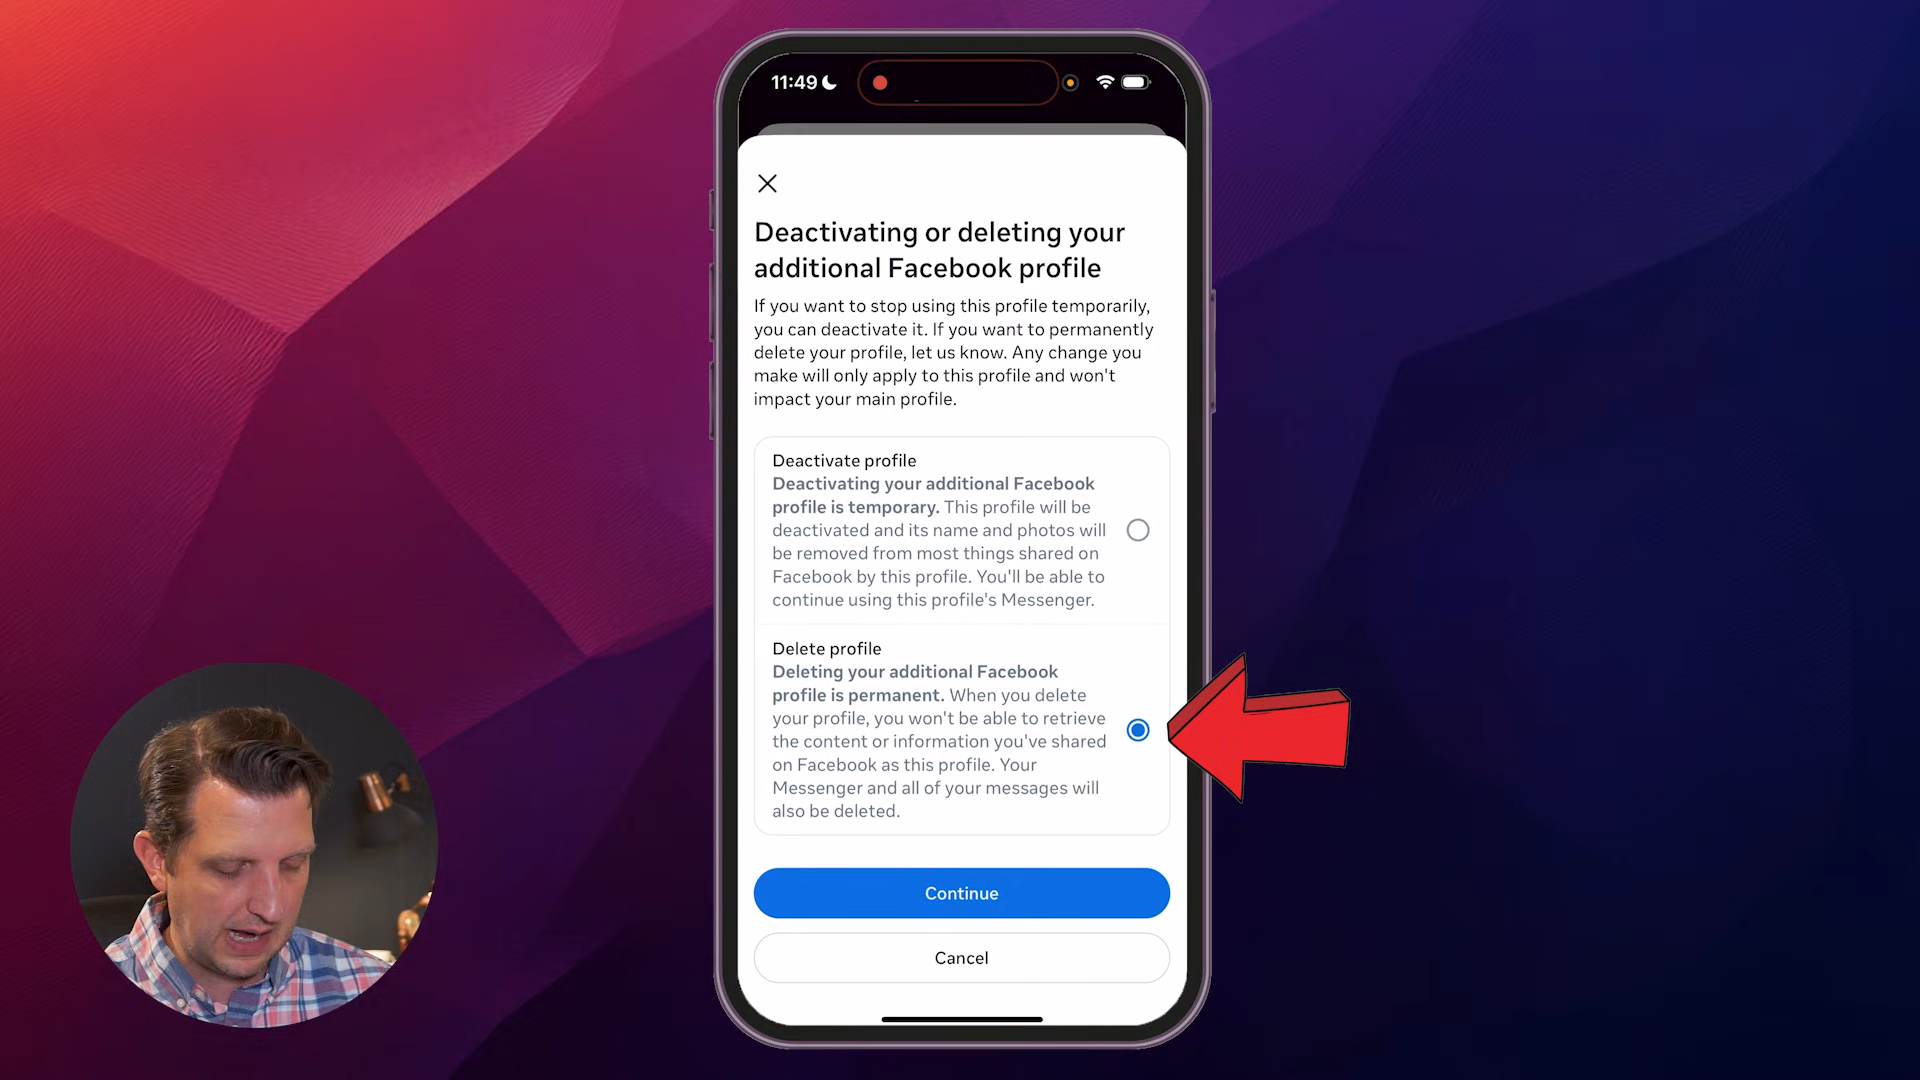 11:49
Deactivating or deleting your
additional Facebook profile
If you want to stop using this profile temporarily,
you can deactivate it. If you want to permanently
delete your profile, let us know. Any change you
make will only apply to this profile and won't
impact your main profile.
Deactivate profile
Deactivating your additional Facebook
profile is temporary. This profile will be
deactivated and its name and photos will
be removed from most things shared on
Facebook by this profile. You'll be able to
continue using this profile's Messenger.
Delete profile
Deleting your additional Facebook
profile is permanent. When you delete
your profile, you won't be able to retrieve
the content or information you've shared
on Facebook as this profile. Your
Messenger and all of your messages will
also be deleted.
Continue
Cancel